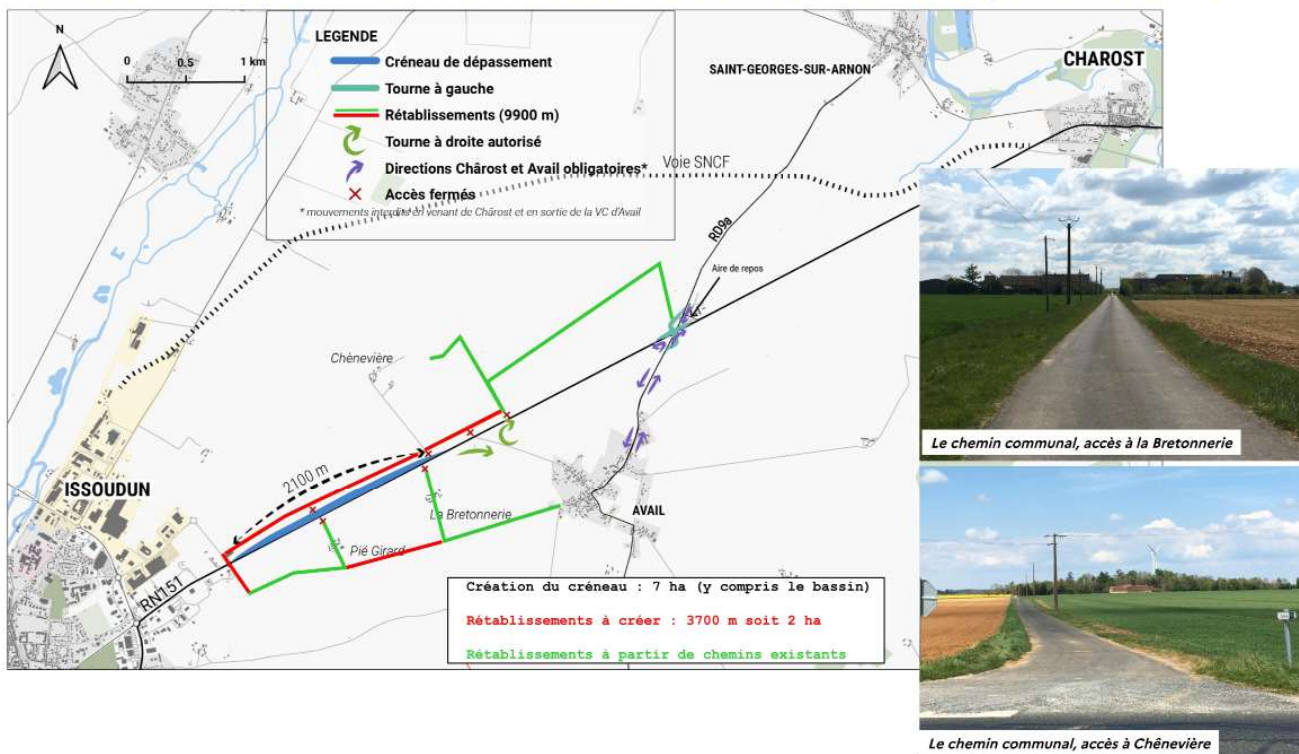 N
0 0.5 1 km
LEGENDE
Créneau de dépassement
Tourne à gauche
Rétablissements (9900 m)
Tourne à droite autorisé
Directions Chârost et Avail obligatoires*
Accès fermés
* mouvements interdits en venant de Chârost et en sortie de la VC d'Avail
SAINT-GEORGES-SUR-ARNON
CHAROST
Voie SNCF
RD9a
Aire de repos
Chènevière
2100 m
ISSOUDUN
La Bretonnerie
AVAIL
Pié Girard
RN151
Création du créneau : 7 ha (y compris le bassin)
Rétablissements à créer : 3700 m soit 2 ha
Rétablissements à partir de chemins existants
Le chemin communal, accès à la Bretonnerie
Le chemin communal, accès à Chênevière